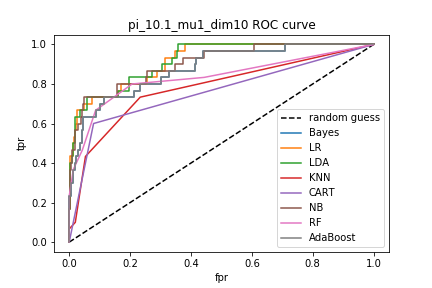 pi_10.1_mu1_dim10 ROC curve
tpr
1.0
0.8
0.6
0.4
0.2
0.0
random guess
Bayes
LR
LDA
KNN
CART
NB
RF
AdaBoost
0.0 0.2 0.4 0.6 0.8 1.0
fpr